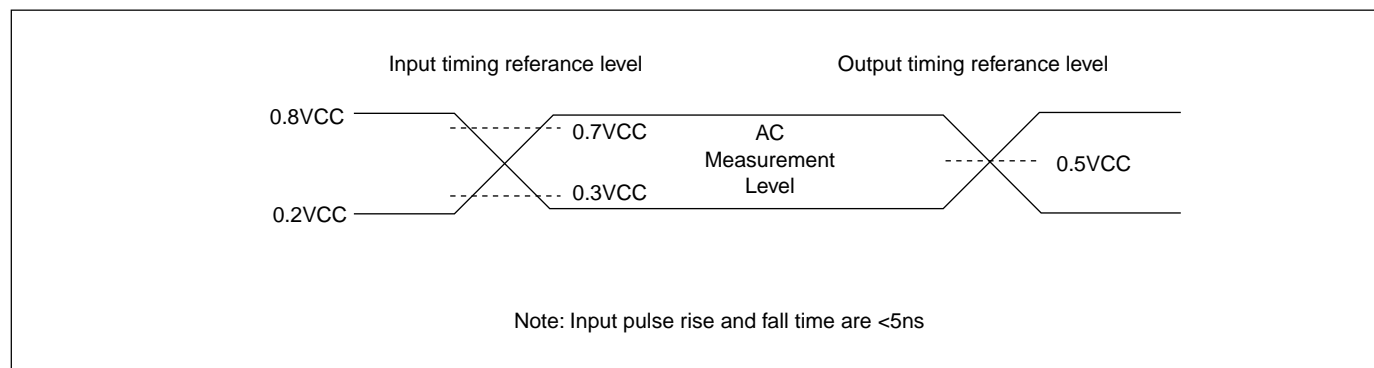 Input timing referance level
Output timing referance level
0.8VCC
0.7VCC
AC
Measurement
Level
0.5VCC
0.3VCC
0.2VCC
Note: Input pulse rise and fall time are <5ns